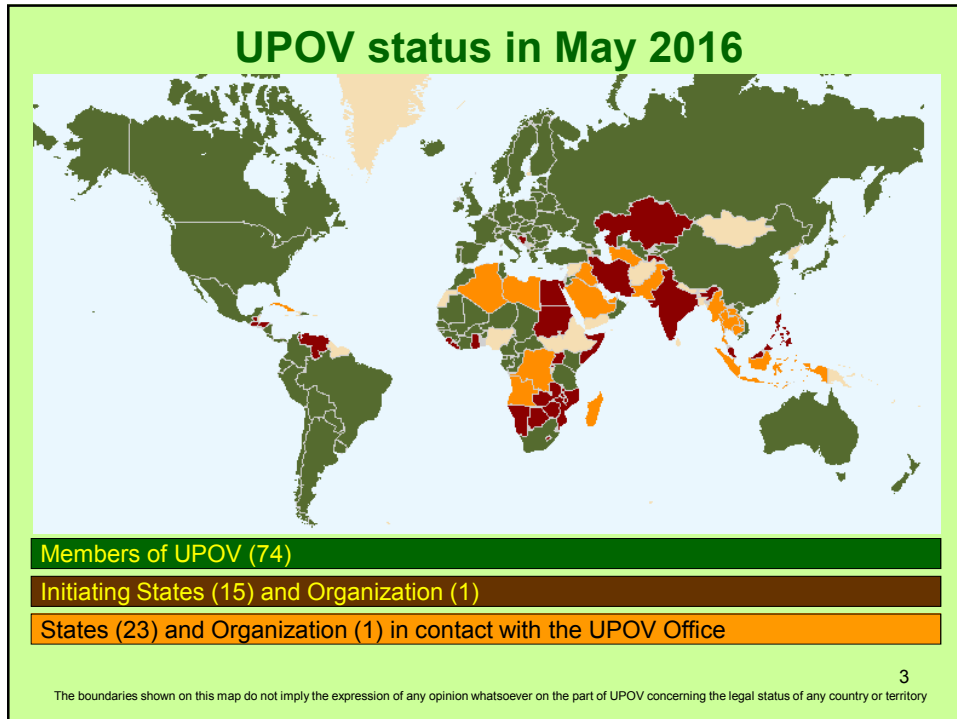 UPOV status in May 2016
Members of UPOV (74)
Initiating States (15) and Organization (1)
States (23) and Organization (1) in contact with the UPOV Office
3
The boundaries shown on this map do not imply the expression of any opinion whatsoever on the part of UPOV concerning the legal status of any country or territory